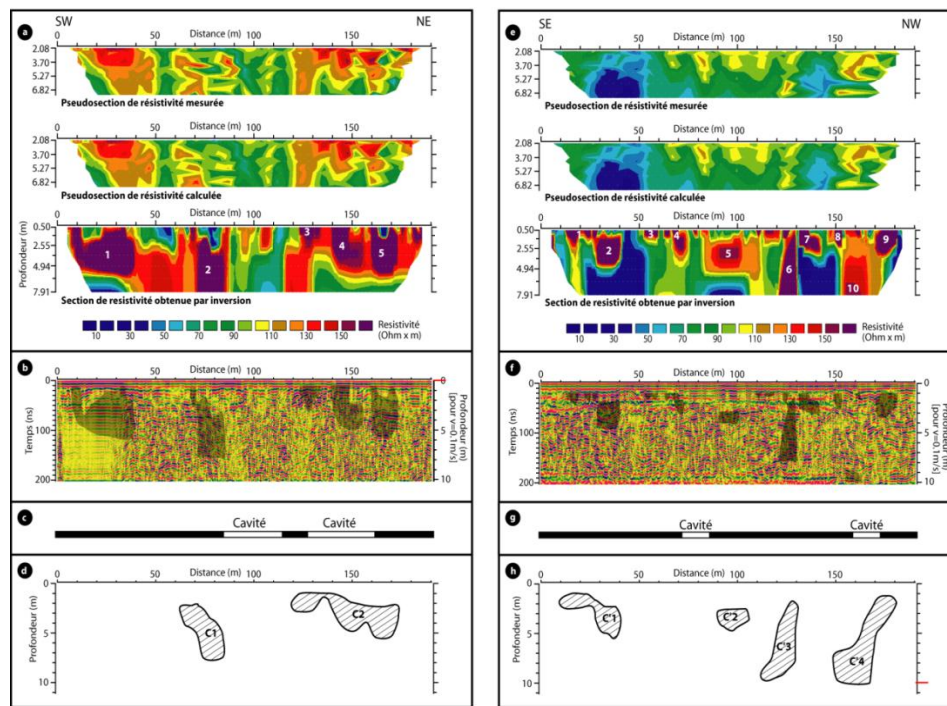 a
SW
NE
Distance (m)
0 50 100 150
2.08
3.70
5.27
6.82
Pseudosection de résistivité mesurée
Distance (m)
0 50 100 150
2.08
3.70
5.27
6.82
Pseudosection de résistivité calculée
Distance (m)
0 50 100 150
Profondeur (m)
0.50
2.55
4.94
7.91
1 2 3 4 5
Section de resistivité obtenue par inversion
10 30 50 70 90 110 130 150
Resistivité
(Ohm x m)
b
Temps (ns)
0
100
200
0
5
10
Profondeur (m)
[pour v=0.1m/s]
c
Cavité Cavité
d
Distance (m)
0 50 100 150
Profondeur (m)
0
5
10
C1 C2
e
SE
NW
Distance (m)
0 50 100 150
2.08
3.70
5.27
6.82
Pseudosection de résistivité mesurée
Distance (m)
0 50 100 150
2.08
3.70
5.27
6.82
Pseudosection de résistivité calculée
Distance (m)
0 50 100 150
Profondeur (m)
0.50
2.55
4.94
7.91
1 2 3 4 5 6 7 8 9 10
Section de resistivité obtenue par inversion
10 30 50 70 90 110 130 150
Resistivité
(Ohm x m)
f
Temps (ns)
0
100
200
0
5
10
Profondeur (m)
[pour v=0.1m/s]
g
Cavité Cavité
h
Distance (m)
0 50 100 150
Profondeur (m)
0
5
10
C'1 C'2 C'3 C'4